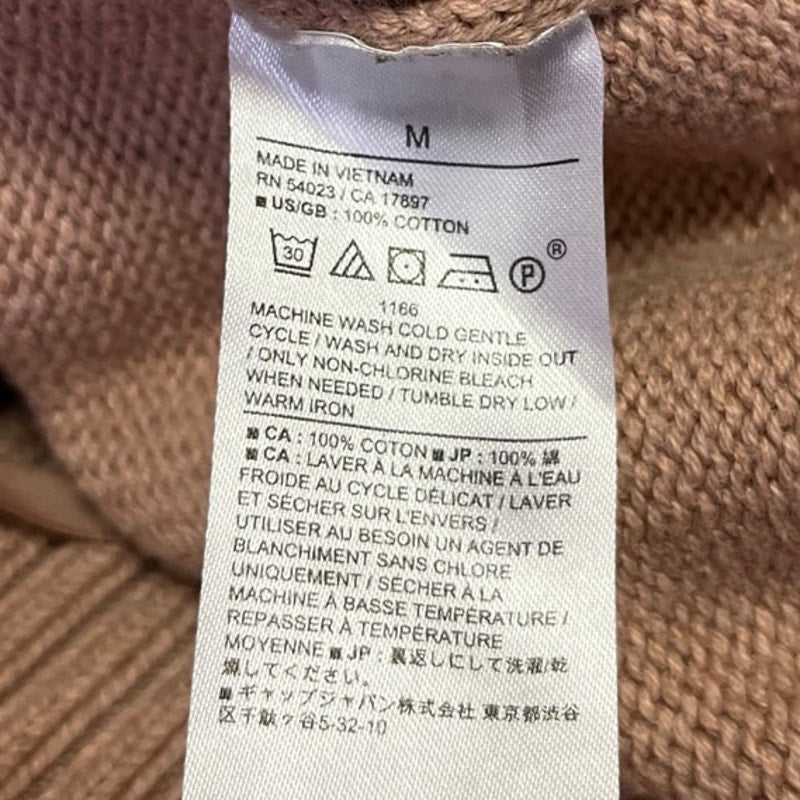 M
MADE IN VIETNAM
RN 54023 / CA 17897
US/GB : 100% COTTON
30 P ®
1166
MACHINE WASH COLD GENTLE
CYCLE / WASH AND DRY INSIDE OUT
/ ONLY NON-CHLORINE BLEACH
WHEN NEEDED / TUMBLE DRY LOW /
WARM IRON
CA : 100% COTON JP : 100% 綿
CA : LAVER À LA MACHINE À L'EAU
FROIDE AU CYCLE DÉLICAT / LAVER
ET SÉCHER SUR L'ENVERS /
UTILISER AU BESOIN UN AGENT DE
BLANCHIMENT SANS CHLORE
UNIQUEMENT / SÉCHER À LA
MACHINE À BASSE TEMPÉRATURE /
REPASSER À TEMPÉRATURE
MOYENNE JP : 裏返しにして洗濯/乾
燥してください。
ギャップジャパン株式会社 東京都渋谷
区千駄ヶ谷5-32-10